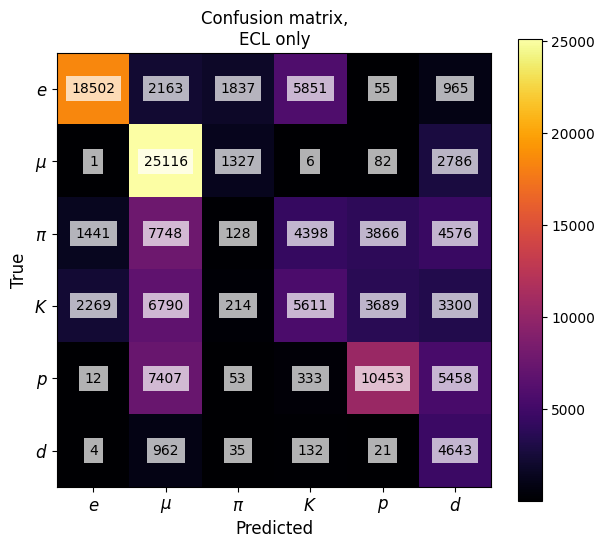 Confusion matrix,
ECL only
25000
20000
15000
10000
5000
True
e 18502 2163 1837 5851 55 965
μ 1 25116 1327 6 82 2786
π 1441 7748 128 4398 3866 4576
K 2269 6790 214 5611 3689 3300
p 12 7407 53 333 10453 5458
d 4 962 35 132 21 4643
e μ π K p d
Predicted